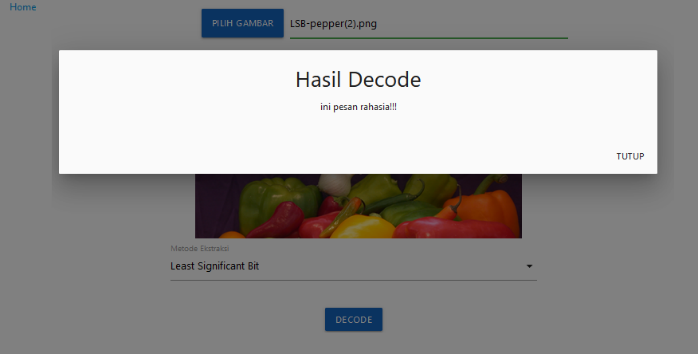 Home
PILIH GAMBAR LSB-pepper(2).png
Hasil Decode
ini pesan rahasia!!!
TUTUP
Metode Ekstraksi
Least Significant Bit
DECODE